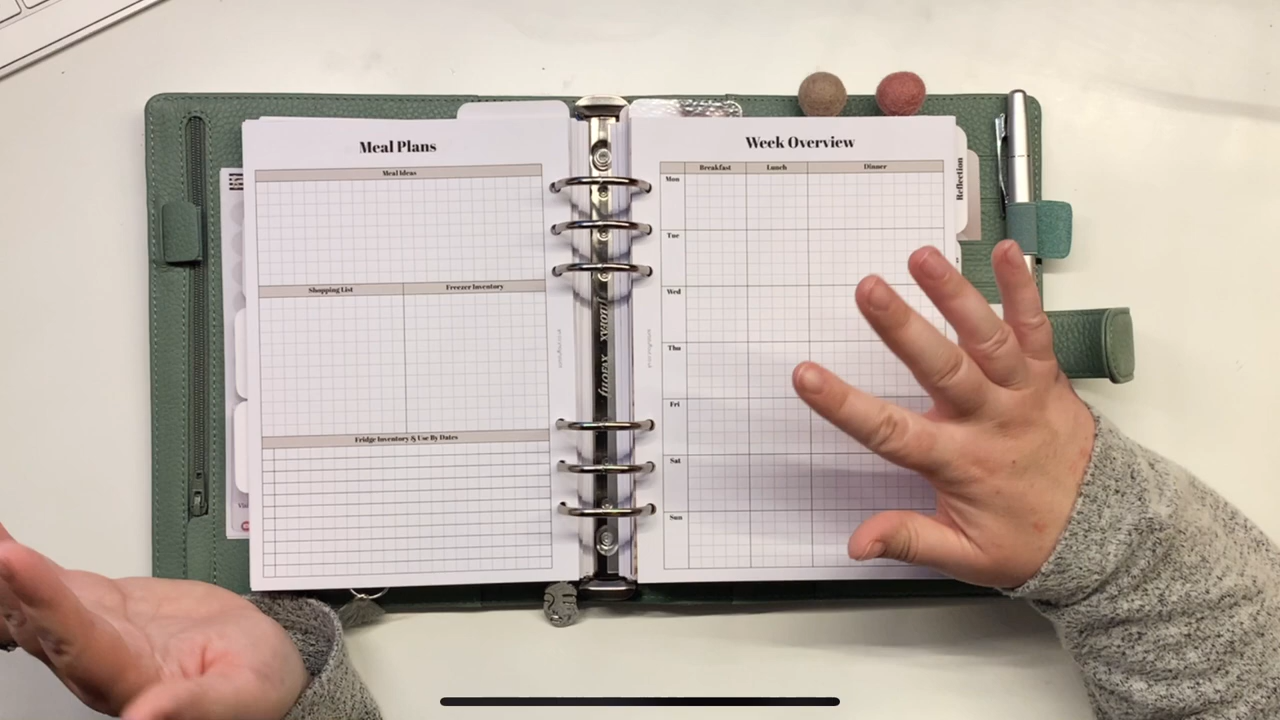 Meal Plans
Meal Ideas
Shopping List
Freezer Inventory
Fridge Inventory & Use By Dates
filofax
filofax
Week Overview
Breakfast
Lunch
Dinner
Mon
Tue
Wed
Thu
Fri
Sat
Sun
Reflection